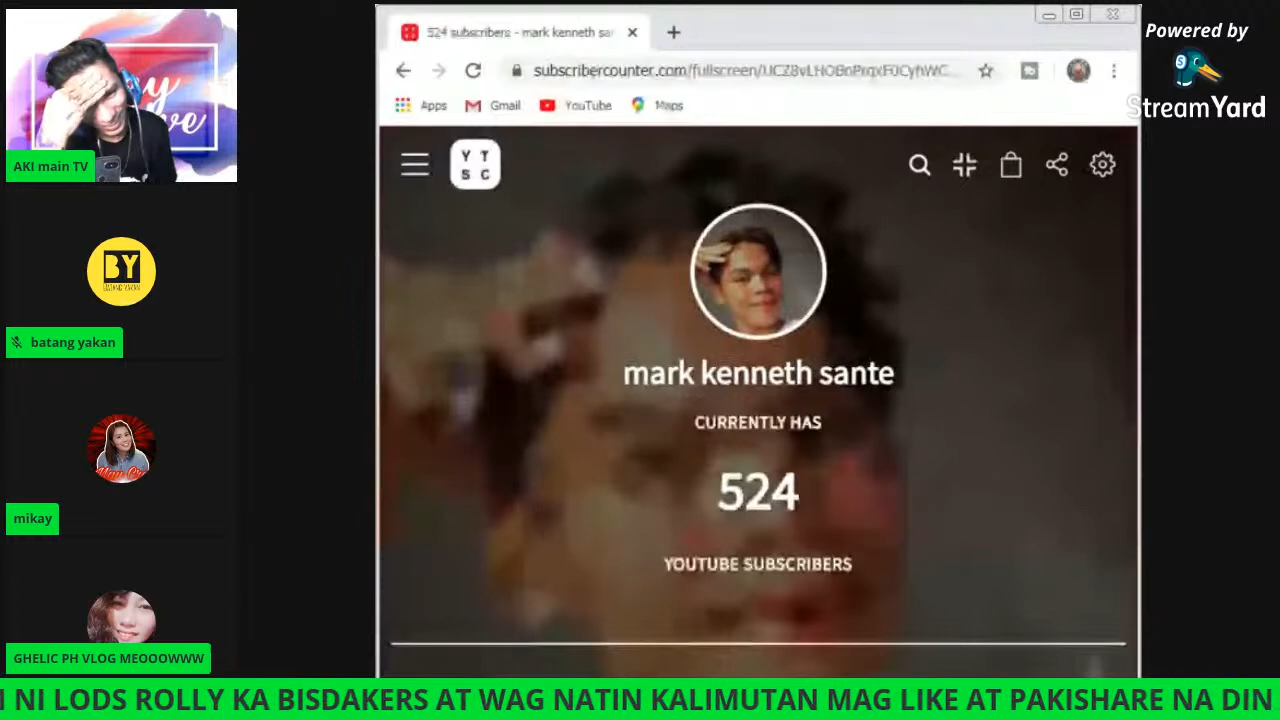 524 subscribers - mark kenneth sa
subscribercounter.com/fullscreen/
Apps
Gmail
YouTube
Maps
Powered by
StreamYard
Y T
S C
AKI main TV
BY
batang yakan
mikay
GHELIC PH VLOG MEOOOWWW
mark kenneth sante
CURRENTLY HAS
524
YOUTUBE SUBSCRIBERS
NI LODS ROLLY KA BISDAKERS AT WAG NATIN KALIMUTAN MAG LIKE AT PAKISHARE NA DIN